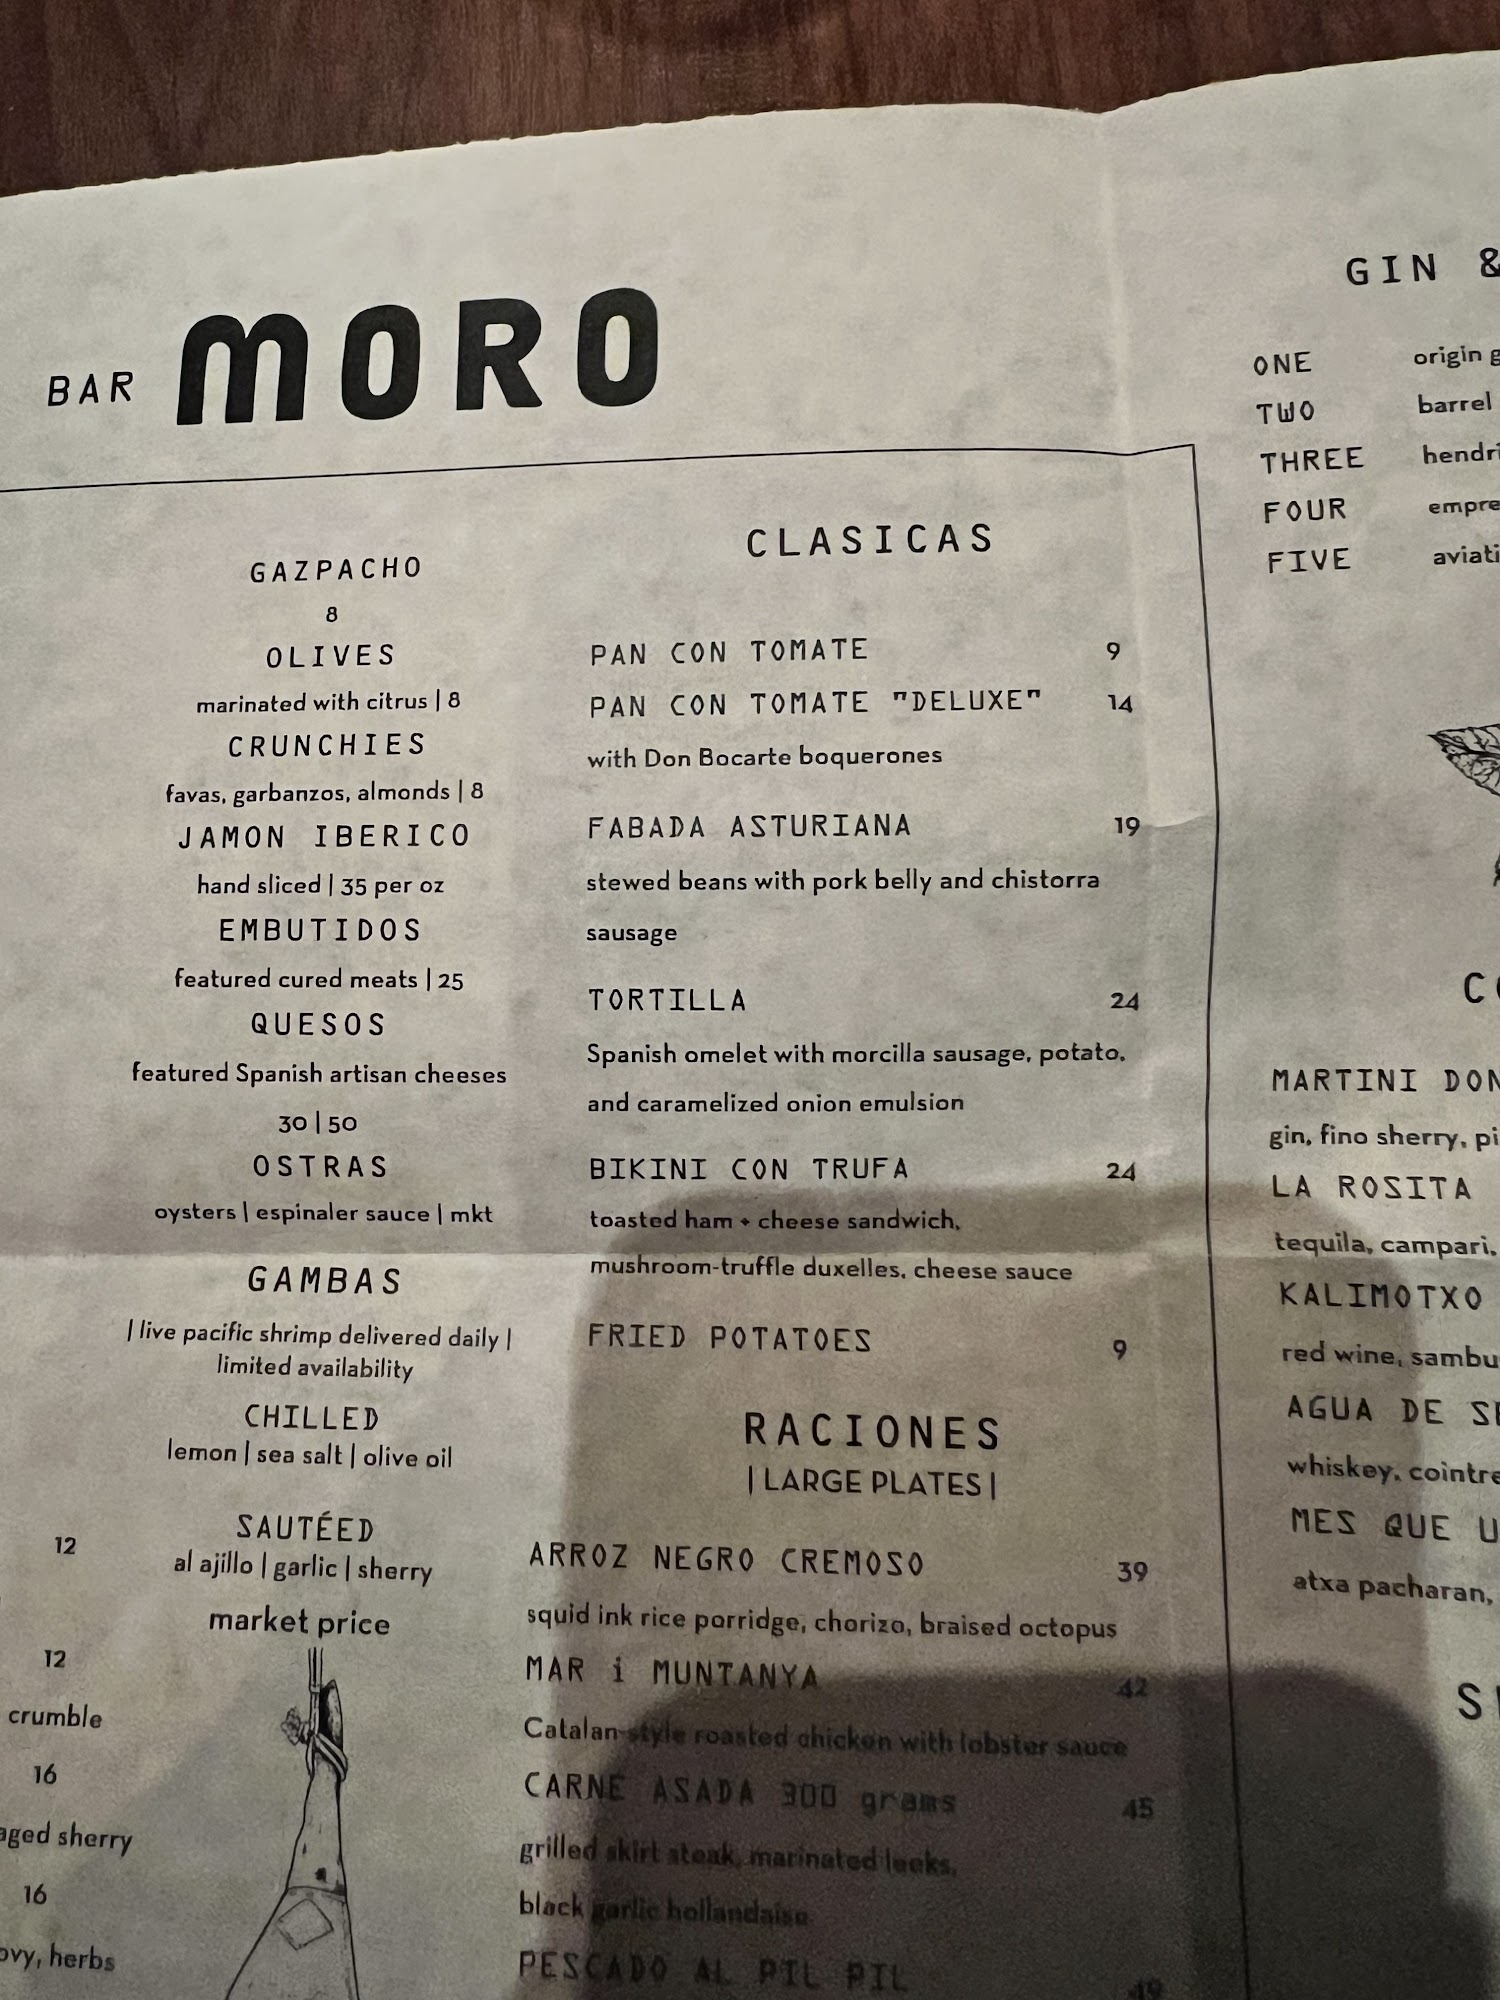 BAR MORO
GAZPACHO
8
OLIVES
marinated with citrus | 8
CRUNCHIES
favas, garbanzos, almonds | 8
JAMON IBERICO
hand sliced | 35 per oz
EMBUTIDOS
featured cured meats | 25
QUESOS
featured Spanish artisan cheeses
30 | 50
OSTRAS
oysters | espinaler sauce | mkt
GAMBAS
| live pacific shrimp delivered daily |
limited availability
CHILLED
lemon | sea salt | olive oil
SAUTÉED
al ajillo | garlic | sherry
market price
12
12
crumble
16
aged sherry
16
herbs
CLASICAS
PAN CON TOMATE 9
PAN CON TOMATE "DELUXE" 14
with Don Bocarte boquerones
FABADA ASTURIANA 19
stewed beans with pork belly and chistorra
sausage
TORTILLA 24
Spanish omelet with morcilla sausage, potato,
and caramelized onion emulsion
BIKINI CON TRUFA 24
toasted ham + cheese sandwich,
mushroom-truffle duxelles, cheese sauce
FRIED POTATOES 9
RACIONES
| LARGE PLATES |
ARROZ NEGRO CREMOSO 39
squid ink rice porridge, chorizo, braised octopus
MAR i MUNTANYA 42
Catalan-style roasted chicken with lobster sauce
CARNE ASADA 300 grams 45
grilled skirt steak, marinated leeks,
black garlic hollandaise
PESCADO AL PIL PIL 49
GIN &
ONE origin
TWO barrel
THREE
FOUR
FIVE
MARTINI
gin, fino sherry,
LA ROSITA
tequila, campari,
KALIMOTXO
red wine,
AGUA DE
whiskey,
MES QUE
atxa pacharan,